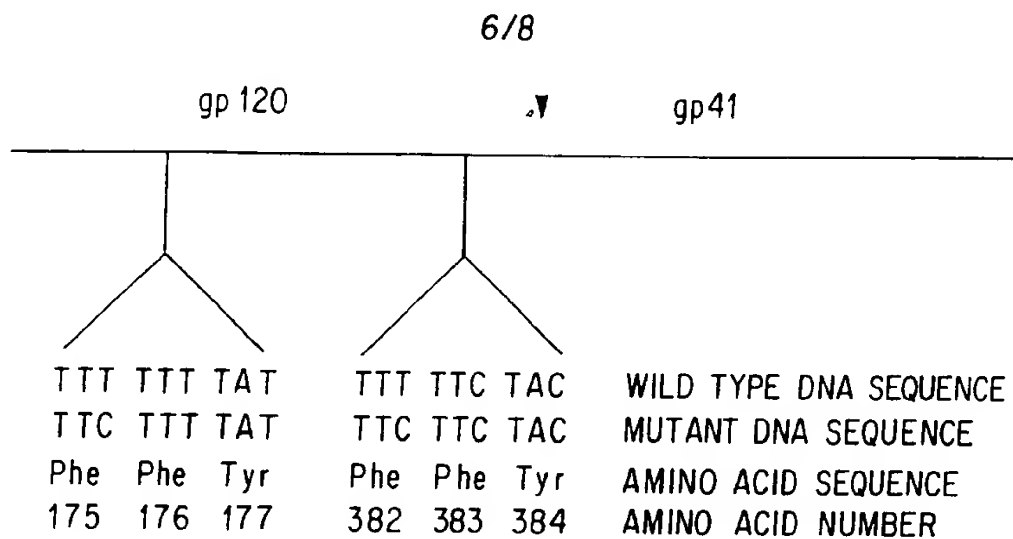 6/8
gp 120 gp41
TTT TTT TAT TTT TTC TAC WILD TYPE DNA SEQUENCE
TTC TTT TAT TTC TTC TAC MUTANT DNA SEQUENCE
Phe Phe Tyr Phe Phe Tyr AMINO ACID SEQUENCE
175 176 177 382 383 384 AMINO ACID NUMBER